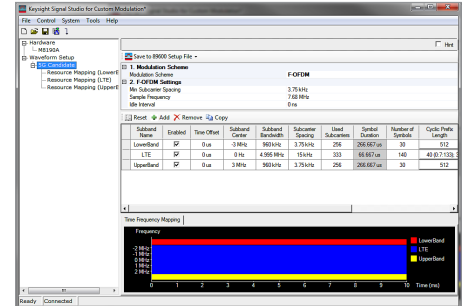 Keysight Signal Studio for Custom Modulation*
File Control System Tools Help
Hardware
M8190A
Waveform Setup
5G Candidate
Resource Mapping (LowerE
Resource Mapping (LTE)
Resource Mapping (UpperE
Hint
Save to 89600 Setup File
1. Modulation Scheme
Modulation Scheme F-OFDM
2. F-OFDM Settings
Min Subcarrier Spacing 3.75 kHz
Sample Frequency 7.68 MHz
Idle Interval 0 ns
Reset Add Remove Copy
Subband Name Enabled Time Offset Subband Center Subband Bandwidth Subcarrier Spacing Used Subcarriers Symbol Duration Number of Symbols Cyclic Prefix Length
LowerBand 0 us -3 MHz 960 kHz 3.75 kHz 256 266.667 us 30 512
LTE 0 us 0 Hz 4.995 MHz 15 kHz 333 66.667 us 140 40 (0:7:133);
UpperBand 0 us 3 MHz 960 kHz 3.75 kHz 256 266.667 us 30 512
Time Frequency Mapping
Frequency
LowerBand
LTE
UpperBand
-2 MHz
-1 MHz
0 MHz
1 MHz
2 MHz
0 1 2 3 4 5 6 7 8 9 10 Time (ms)
Ready Connected